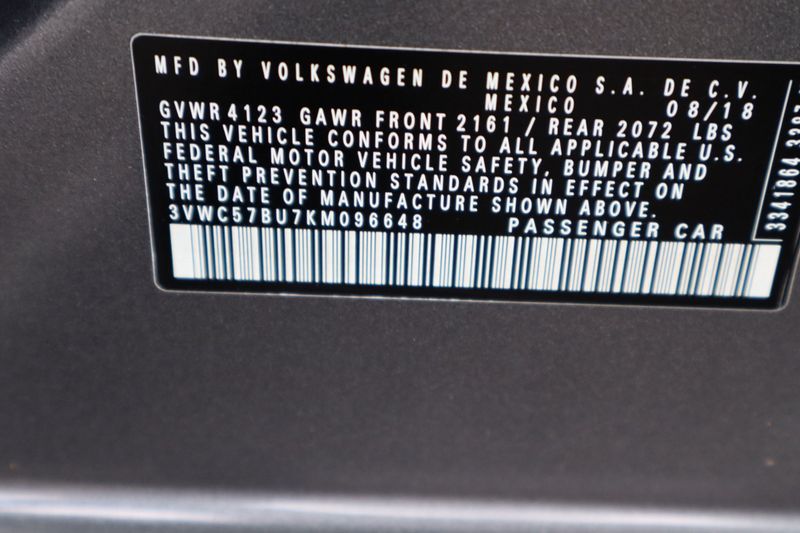 MFD BY VOLKSWAGEN DE MEXICO S.A. DE C.V.
MEXICO 08/18
GVWR 4123 GAWR FRONT 2161 / REAR 2072 LBS
THIS VEHICLE CONFORMS TO ALL APPLICABLE U.S.
FEDERAL MOTOR VEHICLE SAFETY, BUMPER AND
THEFT PREVENTION STANDARDS IN EFFECT ON
THE DATE OF MANUFACTURE SHOWN ABOVE.
3VWC57BU7KM096648 PASSENGER CAR
3341864